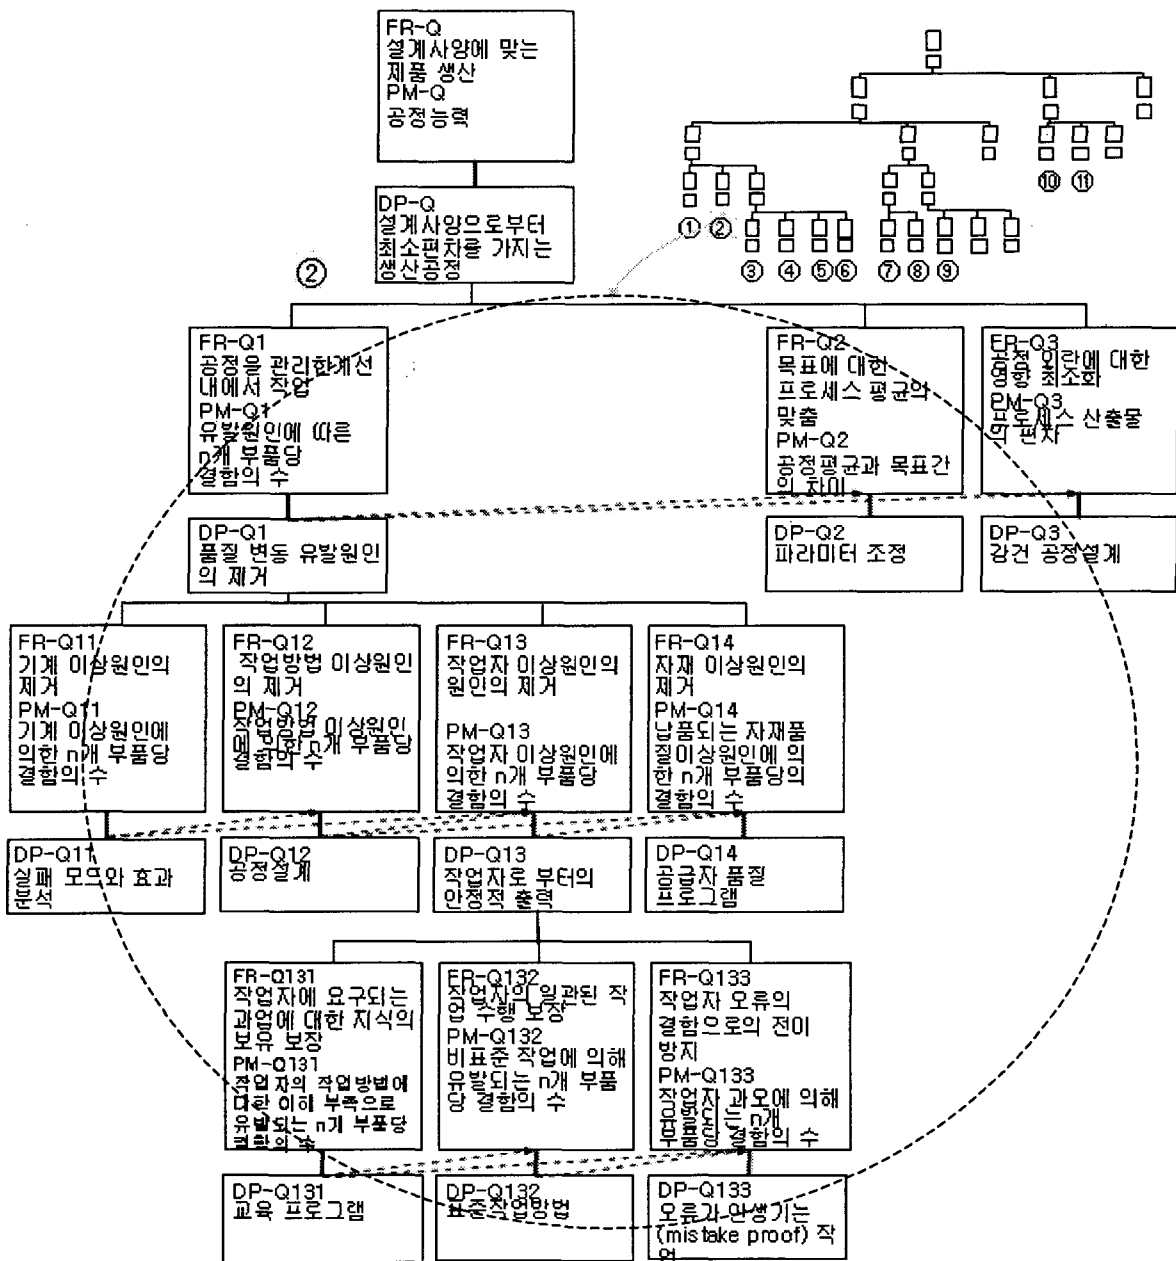 FR-Q
설계사양에 맞는
제품 생산
PM-Q
공정능력
DP-Q
설계사양으로부터
최소편차를 가지는
생산공정
⑩ ⑪
① ②
③ ④ ⑤ ⑥ ⑦ ⑧ ⑨
②
FR-Q1
공정을 관리한계선
내에서 작업
PM-Q1
유발원인에 따른
n개 부품당
결함의 수
FR-Q2
목표에 대한
프로세스 평균의
맞춤
PM-Q2
공정평균과 목표간
의 차이
FR-Q3
공정 외란에 대한
영향 최소화
PM-Q3
프로세스 산출물
의 편차
DP-Q1
품질 변동 유발원인
의 제거
DP-Q2
파라미터 조정
DP-Q3
강건 공정설계
FR-Q11
기계 이상원인의
제거
PM-Q11
기계 이상원인에
의한 n개 부품당
결함의 수
FR-Q12
작업방법 이상원인
의 제거
PM-Q12
작업방법 이상원인
에 의한 n개 부품당
결함의 수
FR-Q13
작업자 이상원인의
원인의 제거
PM-Q13
작업자 이상원인에
의한 n개 부품당
결함의 수
FR-Q14
자재 이상원인의
제거
PM-Q14
납품되는 자재품
질이상원인에 의
한 n개 부품당의
결함의 수
DP-Q11
실패 모드와 효과
분석
DP-Q12
공정설계
DP-Q13
작업자로 부터의
안정적 출력
DP-Q14
공급자 품질
프로그램
FR-Q131
작업자에 요구되는
과업에 대한 지식의
보유 보장
PM-Q131
작업자의 작업방법에
대한 이해 부족으로
유발되는 n개 부품당
결함의 수
FR-Q132
작업자의 일관된 작
업 수행 보장
PM-Q132
비표준 작업에 의해
유발되는 n개 부품
당 결함의 수
FR-Q133
작업자 오류의
결함으로의 전이
방지
PM-Q133
작업자 과오에 의해
유발되는 n개
부품당 결함의 수
DP-Q131
교육 프로그램
DP-Q132
표준작업방법
DP-Q133
오류가 안생기는
(mistake proof) 작
업